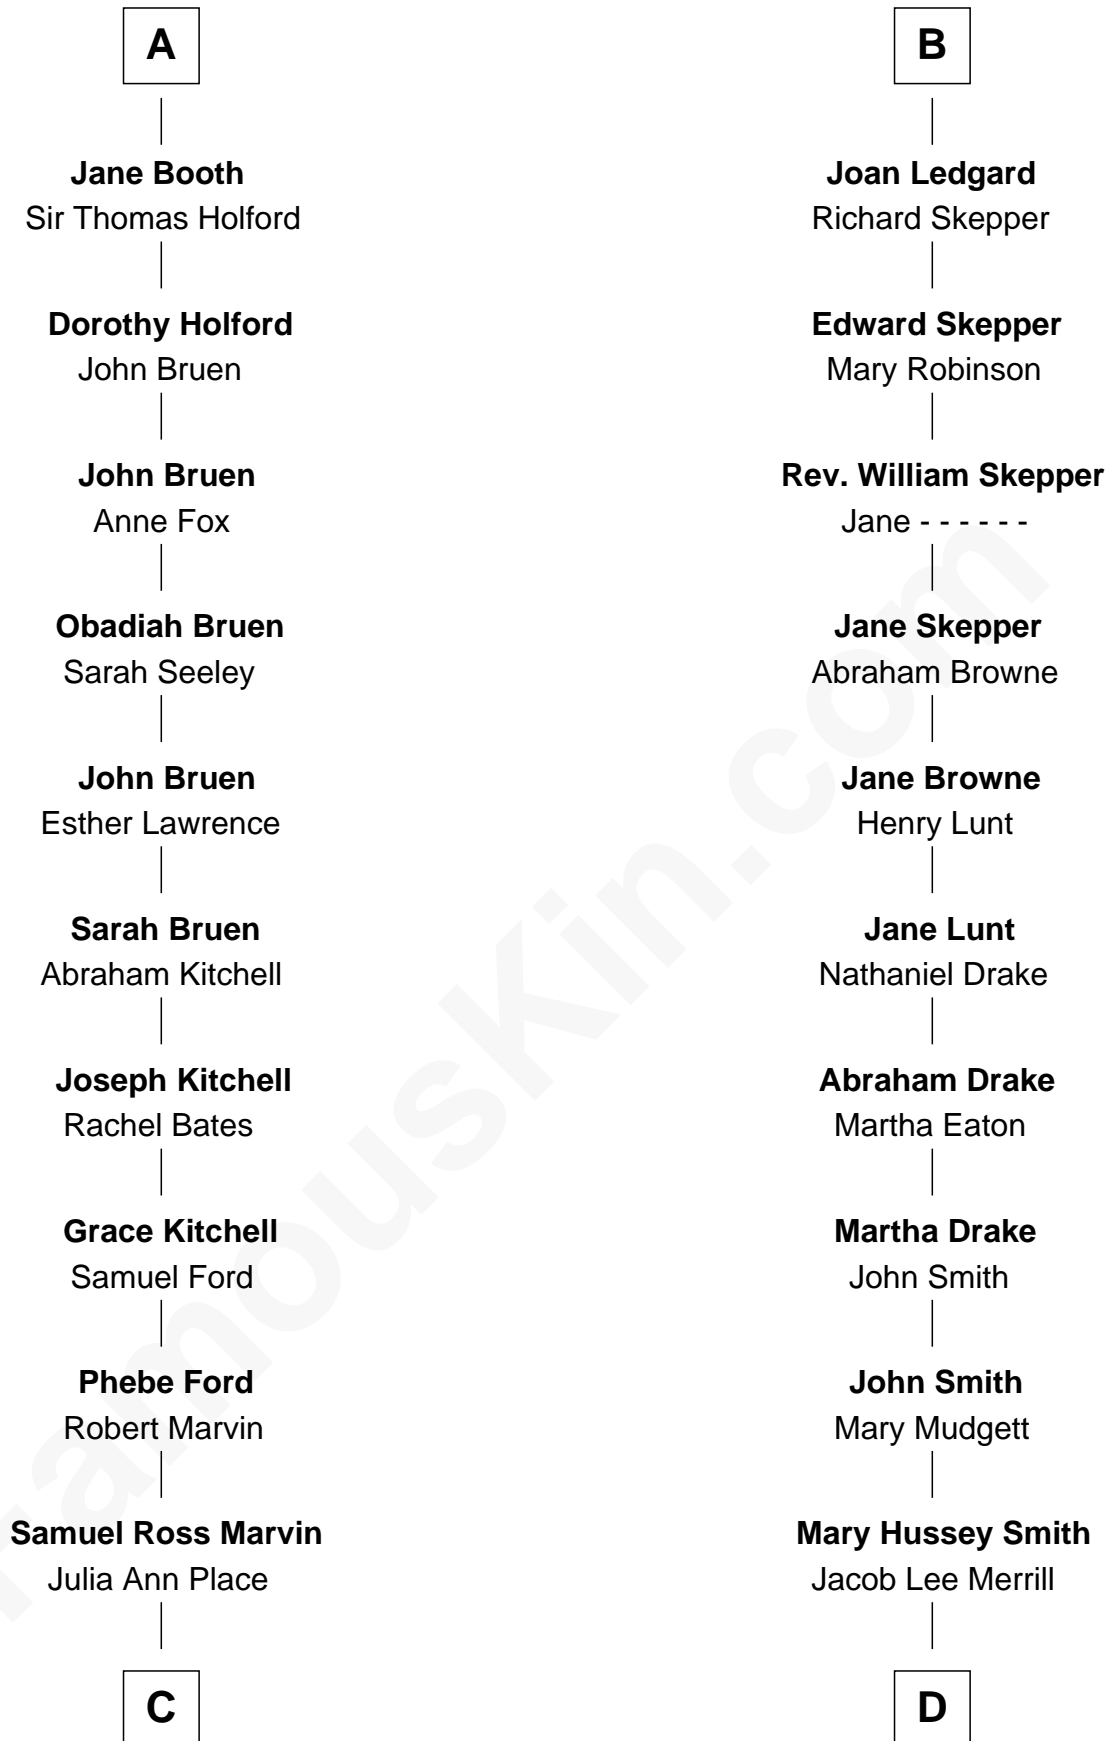 A
Jane Booth
Sir Thomas Holford
Dorothy Holford
John Bruen
John Bruen
Anne Fox
Obadiah Bruen
Sarah Seeley
John Bruen
Esther Lawrence
Sarah Bruen
Abraham Kitchell
Joseph Kitchell
Rachel Bates
Grace Kitchell
Samuel Ford
Phebe Ford
Robert Marvin
Samuel Ross Marvin
Julia Ann Place
C
B
Joan Ledgard
Richard Skepper
Edward Skepper
Mary Robinson
Rev. William Skepper
Jane - - - - - -
Jane Skepper
Abraham Browne
Jane Browne
Henry Lunt
Jane Lunt
Nathaniel Drake
Abraham Drake
Martha Eaton
Martha Drake
John Smith
John Smith
Mary Mudgett
Mary Hussey Smith
Jacob Lee Merrill
D
FamousKin.com